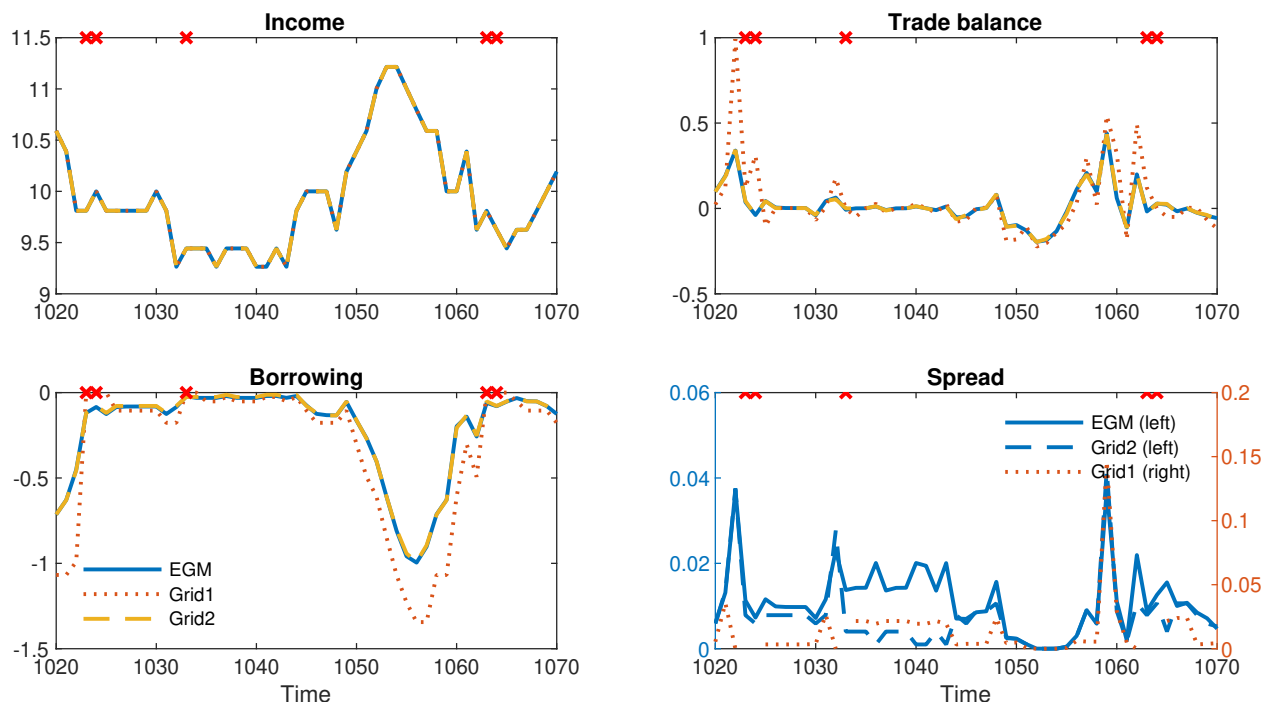 Income
11.5
11
10.5
10
9.5
9
1020 1030 1040 1050 1060 1070
Trade balance
1
0.5
0
-0.5
1020 1030 1040 1050 1060 1070
Borrowing
0
-0.5
-1
-1.5
EGM
Grid1
Grid2
1020 1030 1040 1050 1060 1070
Time
Spread
0.06
0.04
0.02
0
0.2
0.15
0.1
0.05
0
EGM (left)
Grid2 (left)
Grid1 (right)
1020 1030 1040 1050 1060 1070
Time